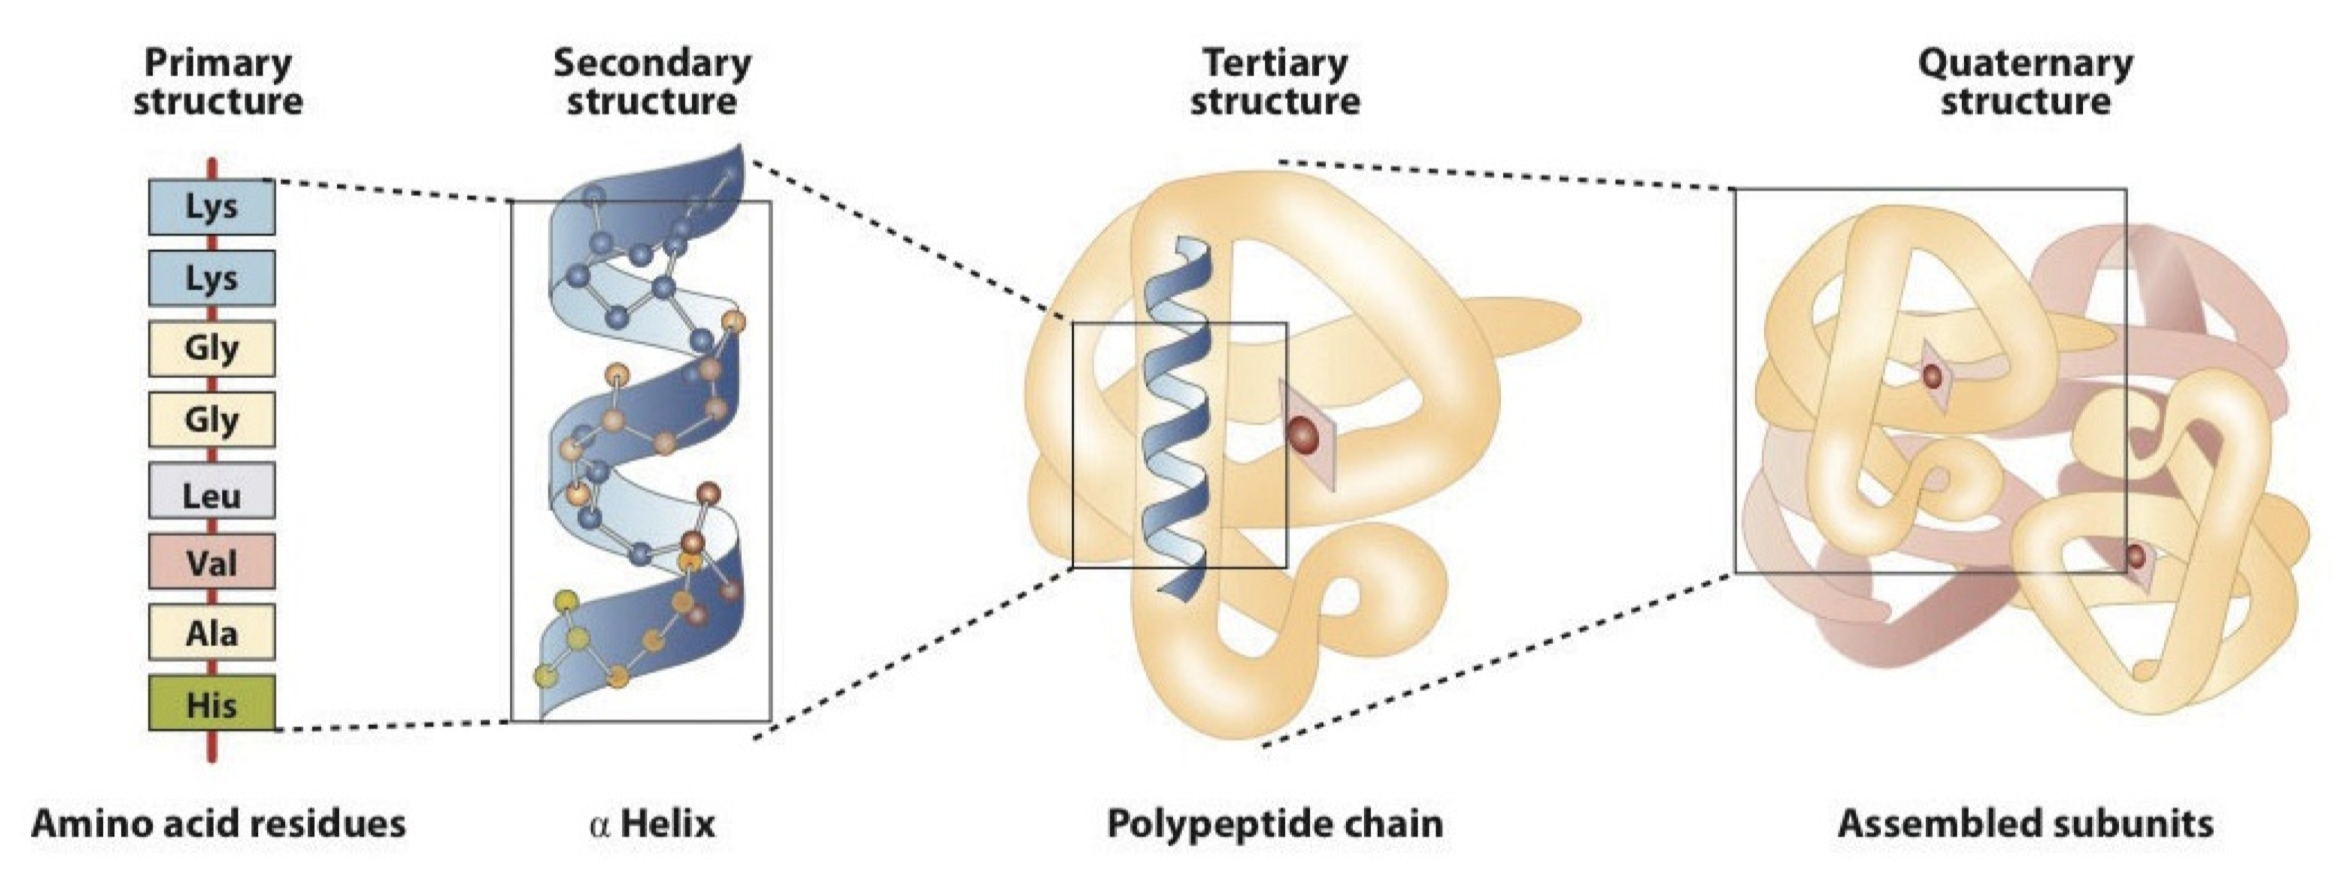 Primary
structure
Secondary
structure
Tertiary
structure
Quaternary
structure
Lys
Lys
Gly
Gly
Leu
Val
Ala
His
Amino acid residues
α Helix
Polypeptide chain
Assembled subunits